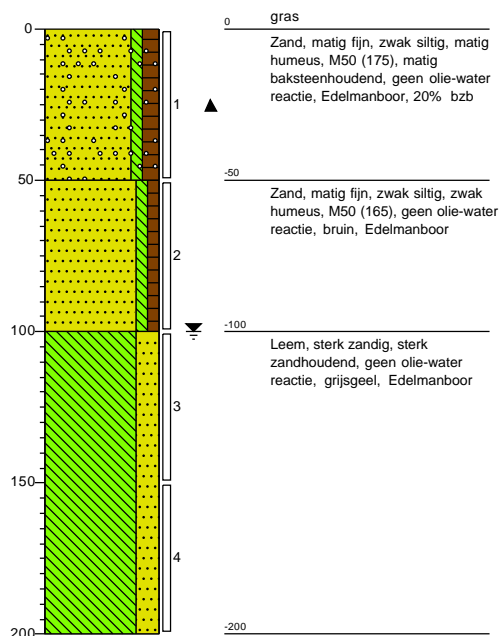 gras
0
0
Zand, matig fijn, zwak siltig, matig
humeus, M50 (175), matig
baksteenhoudend, geen olie-water
reactie, Edelmanboor, 20% bzb
1
50
-50
Zand, matig fijn, zwak siltig, zwak
humeus, M50 (165), geen olie-water
reactie, bruin, Edelmanboor
2
100
-100
Leem, sterk zandig, sterk
zandhoudend, geen olie-water
reactie, grijsgeel, Edelmanboor
3
150
4
200
-200